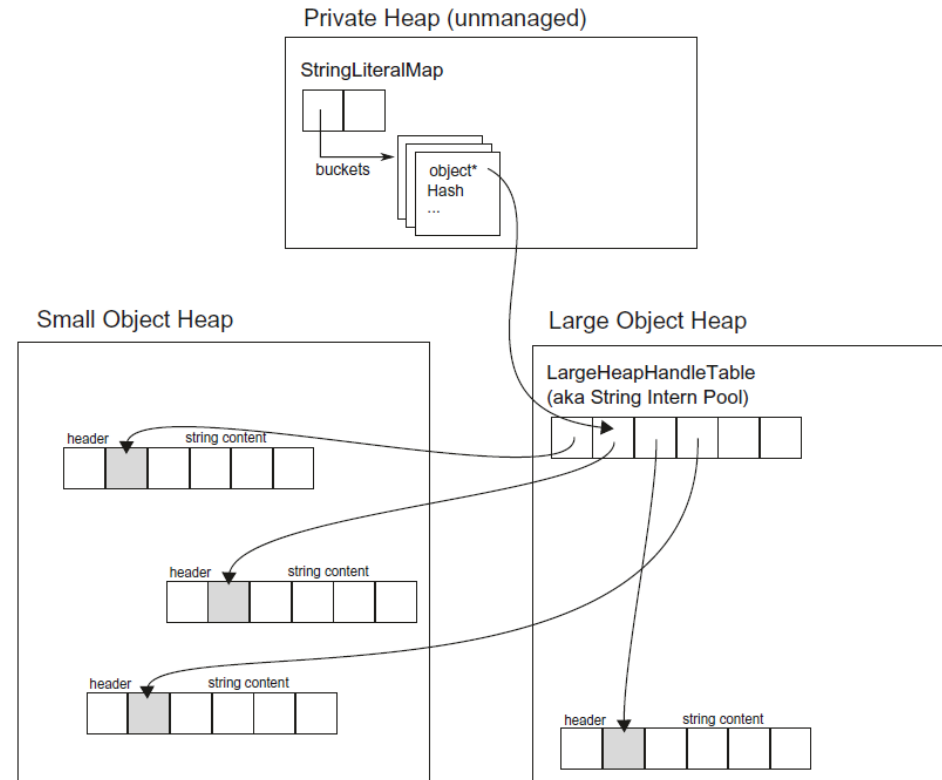 Private Heap (unmanaged)
StringLiteralMap
buckets
object*
Hash
...
Small Object Heap
header string content
header string content
header string content
Large Object Heap
LargeHeapHandleTable
(aka String Intern Pool)
header string content